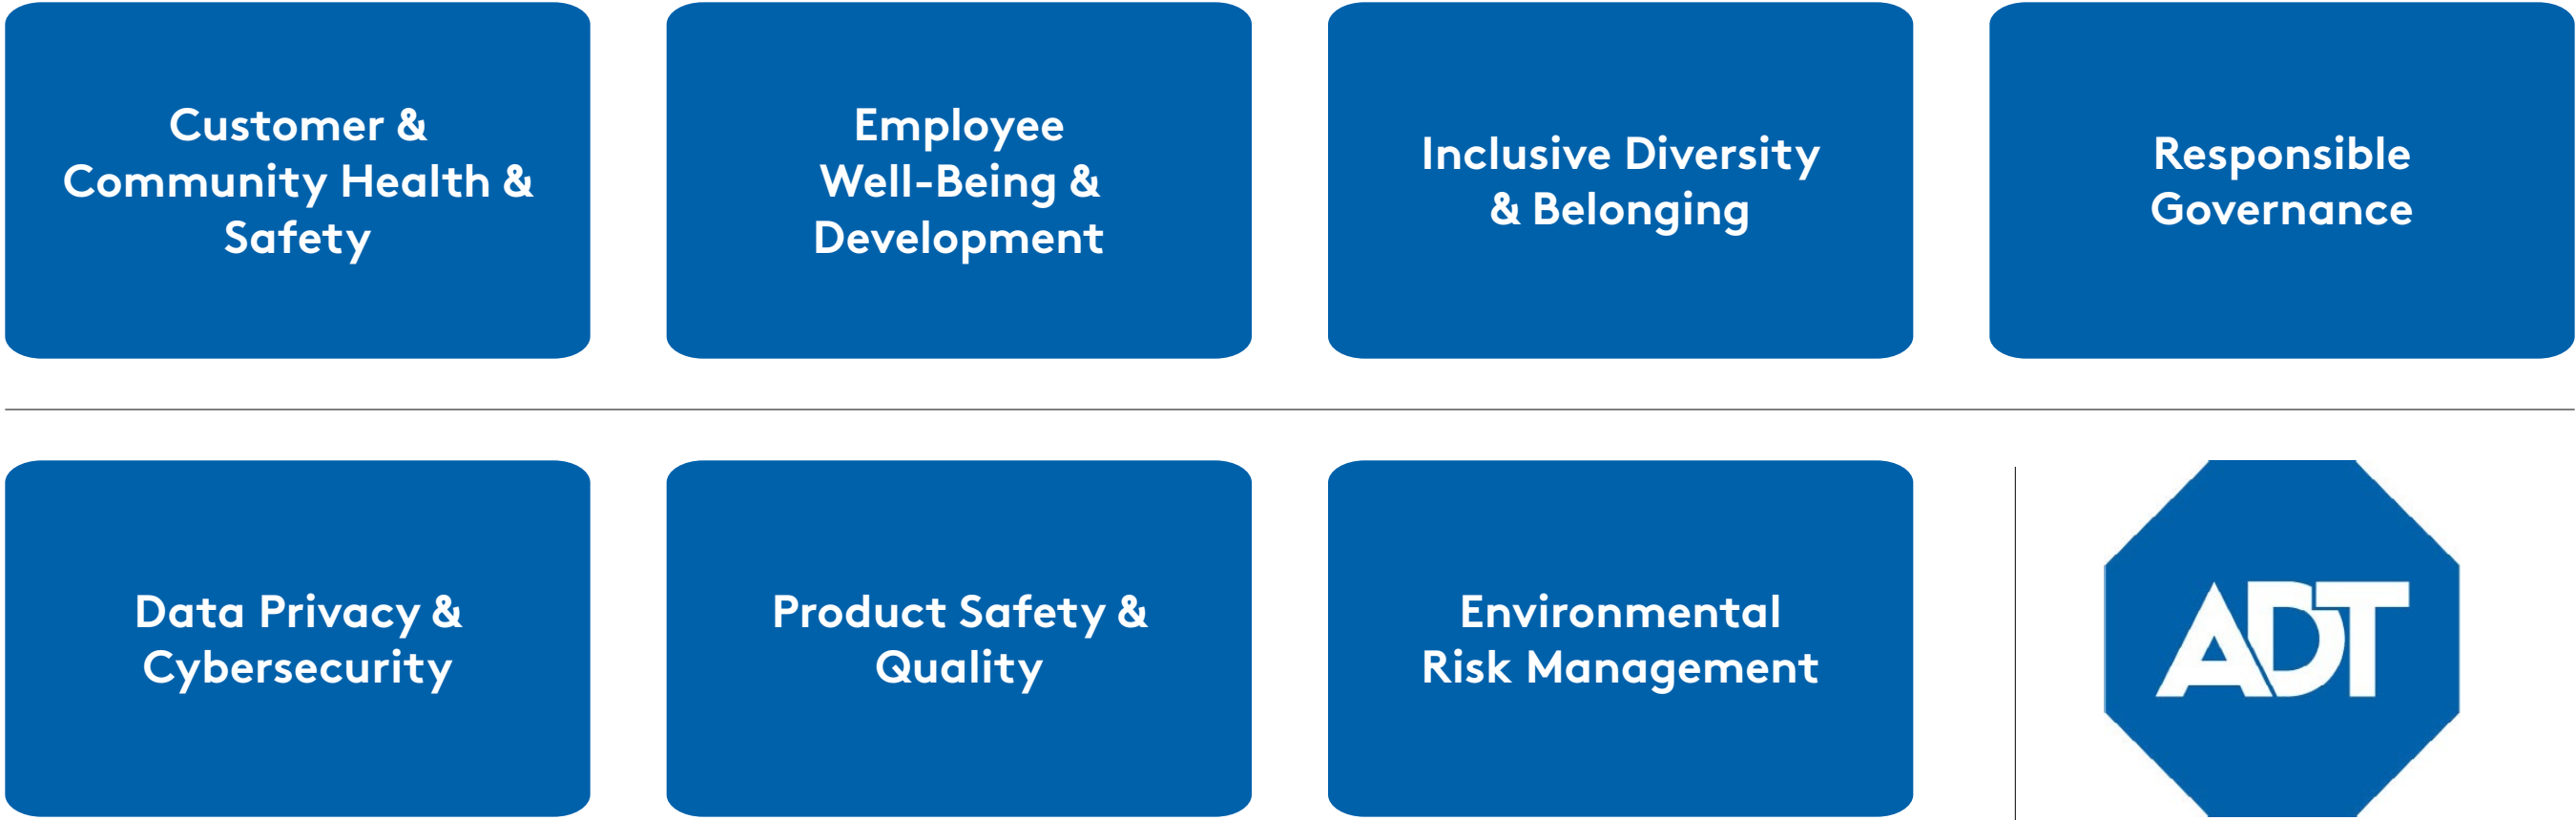 Customer &
Community Health &
Safety
Employee
Well-Being &
Development
Inclusive Diversity
& Belonging
Responsible
Governance
Data Privacy &
Cybersecurity
Product Safety &
Quality
Environmental
Risk Management
ADT